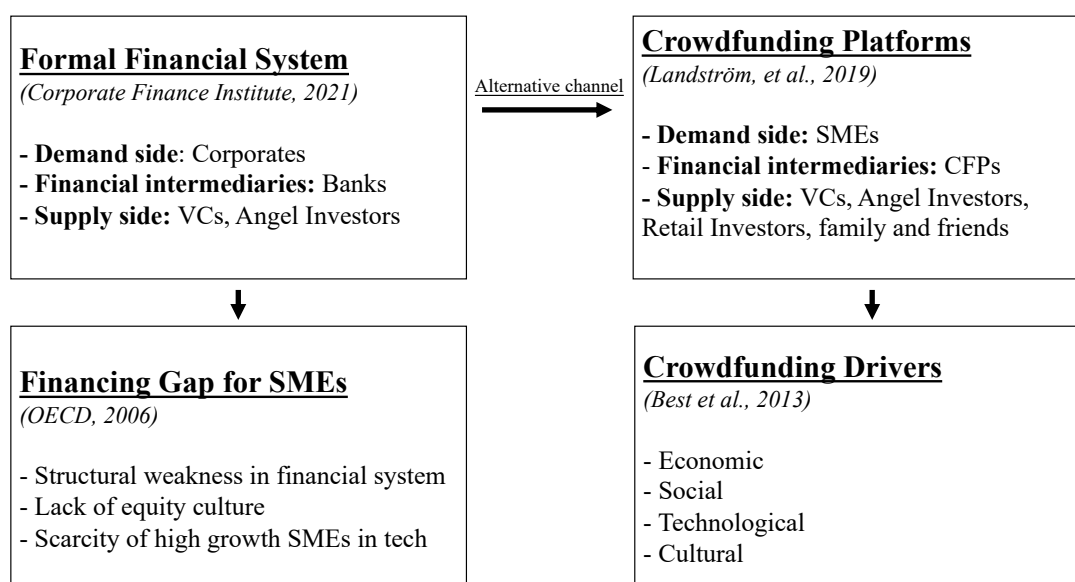 Formal Financial System
(Corporate Finance Institute, 2021)
- Demand side: Corporates
- Financial intermediaries: Banks
- Supply side: VCs, Angel Investors
Alternative channel
Crowdfunding Platforms
(Landström, et al., 2019)
- Demand side: SMEs
- Financial intermediaries: CFPs
- Supply side: VCs, Angel Investors,
Retail Investors, family and friends
Financing Gap for SMEs
(OECD, 2006)
- Structural weakness in financial system
- Lack of equity culture
- Scarcity of high growth SMEs in tech
Crowdfunding Drivers
(Best et al., 2013)
- Economic
- Social
- Technological
- Cultural